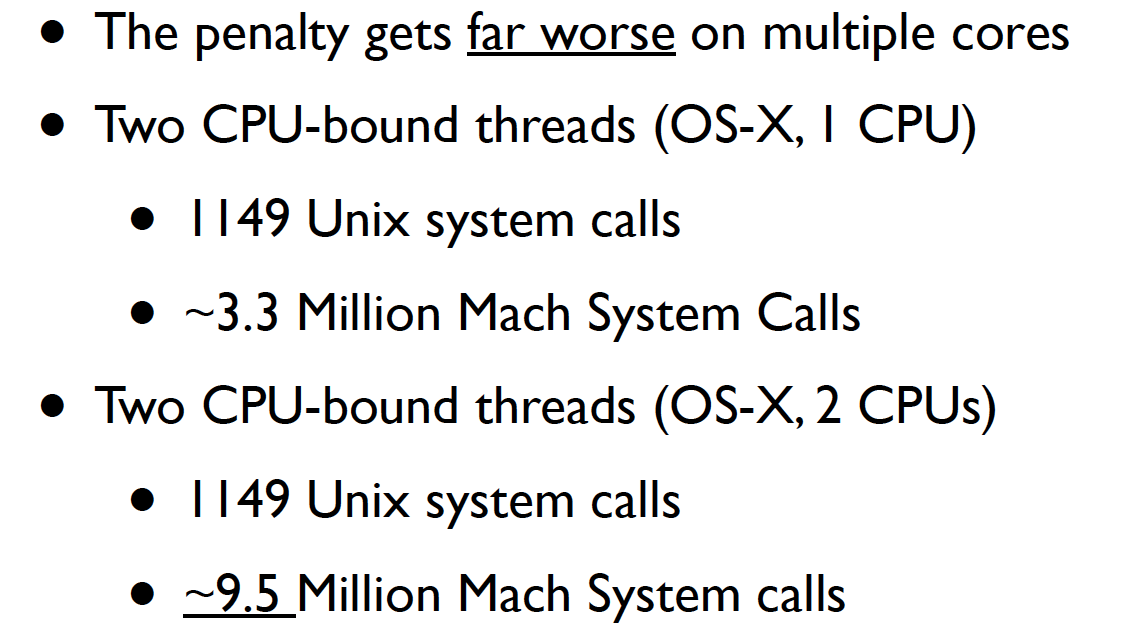 • The penalty gets far worse on multiple cores
• Two CPU-bound threads (OS-X, 1 CPU)
• 1149 Unix system calls
• ~3.3 Million Mach System Calls
• Two CPU-bound threads (OS-X, 2 CPUs)
• 1149 Unix system calls
• ~9.5 Million Mach System calls